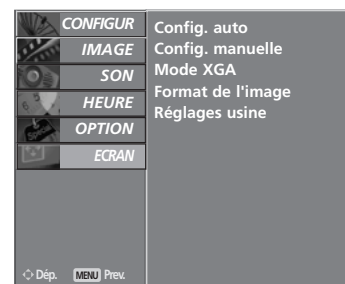 CONFIGUR
IMAGE
SON
HEURE
OPTION
ECRAN
Config. auto
Config. manuelle
Mode XGA
Format de l'image
Réglages usine
Dép. MENU Prev.